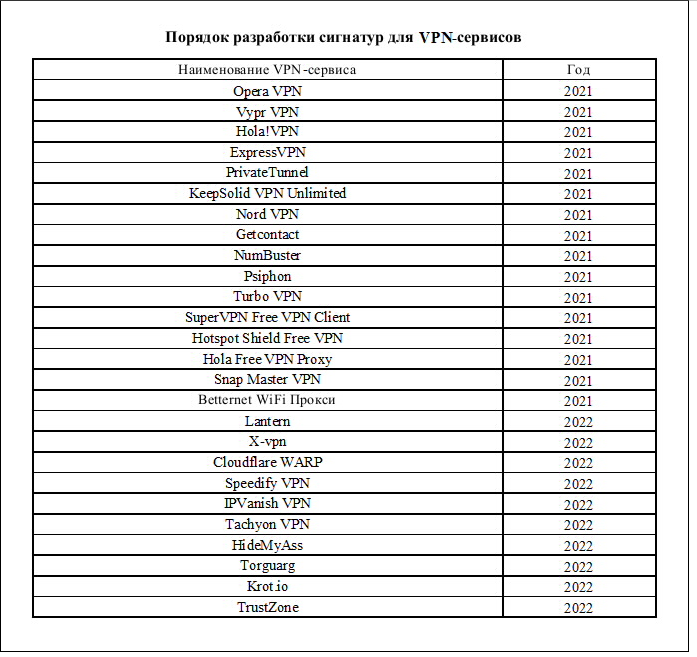 Порядок разработки сигнатур для VPN-сервисов
Наименование VPN-сервиса Год
Opera VPN 2021
Vypr VPN 2021
Hola!VPN 2021
ExpressVPN 2021
PrivateTunnel 2021
KeepSolid VPN Unlimited 2021
Nord VPN 2021
Getcontact 2021
NumBuster 2021
Psiphon 2021
Turbo VPN 2021
SuperVPN Free VPN Client 2021
Hotspot Shield Free VPN 2021
Hola Free VPN Proxy 2021
Snap Master VPN 2021
Betternet WiFi Прокси 2021
Lantern 2022
X-vpn 2022
Cloudflare WARP 2022
Speedify VPN 2022
IPVanish VPN 2022
Tachyon VPN 2022
HideMyAss 2022
Torguarg 2022
Krot.io 2022
TrustZone 2022